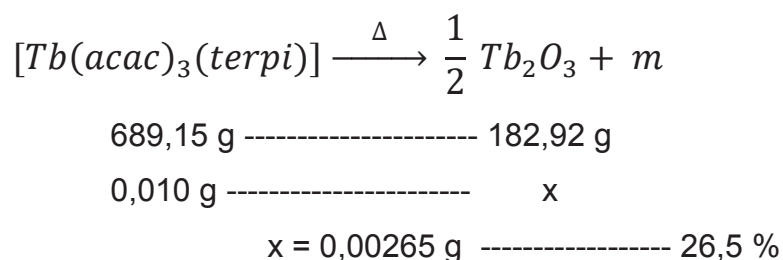 [Tb(acac)₃(terpi)] —Δ→ 1/2 Tb₂O₃ + m
689,15 g --------------------- 182,92 g
0,010 g ----------------------- x
x = 0,00265 g ------------------ 26,5 %